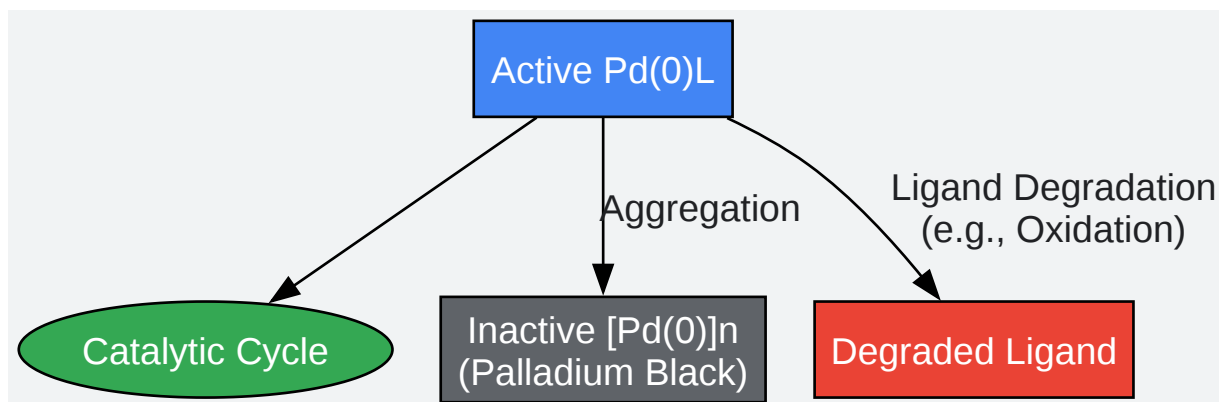 Active Pd(0)L
Aggregation
Ligand Degradation
(e.g., Oxidation)
Catalytic Cycle
Inactive [Pd(0)]n
(Palladium Black)
Degraded Ligand